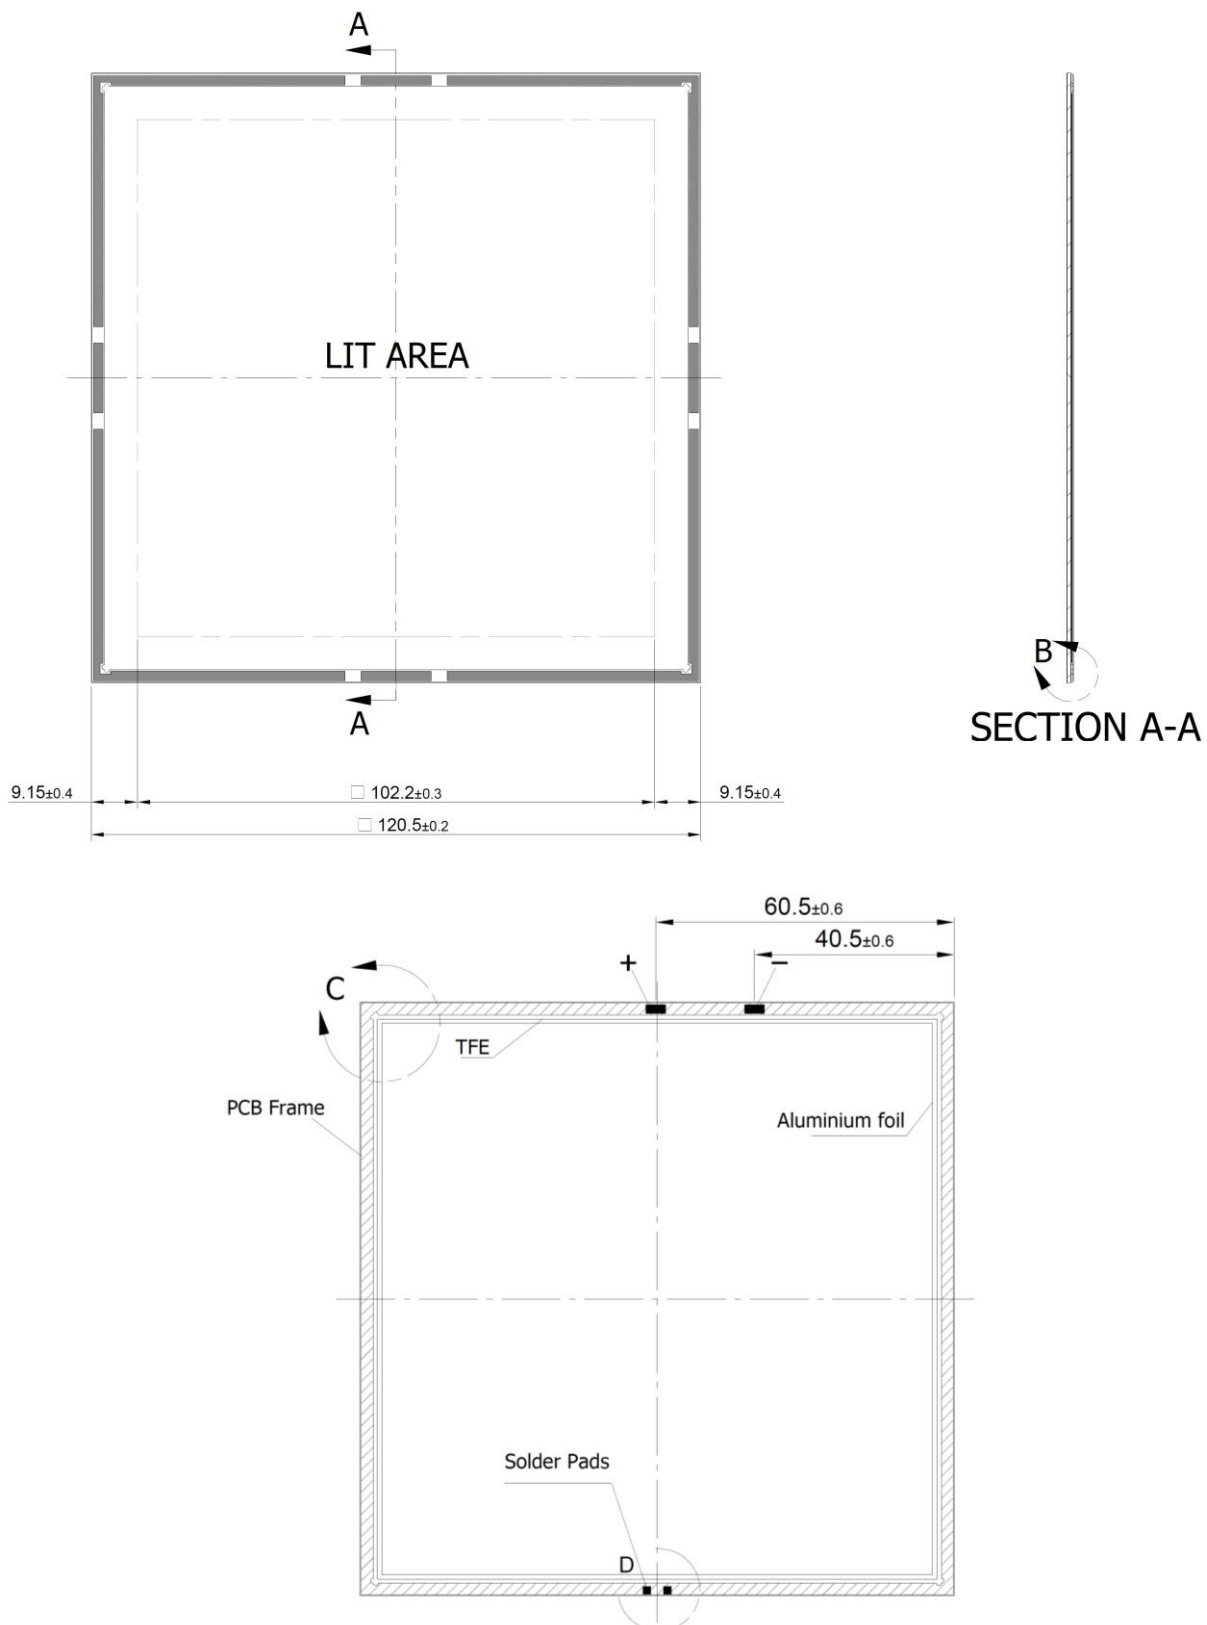 A
LIT AREA
A
B
SECTION A-A
9.15±0.4
□ 102.2±0.3
9.15±0.4
□ 120.5±0.2
60.5±0.6
40.5±0.6
+
−
C
TFE
PCB Frame
Aluminium foil
Solder Pads
D